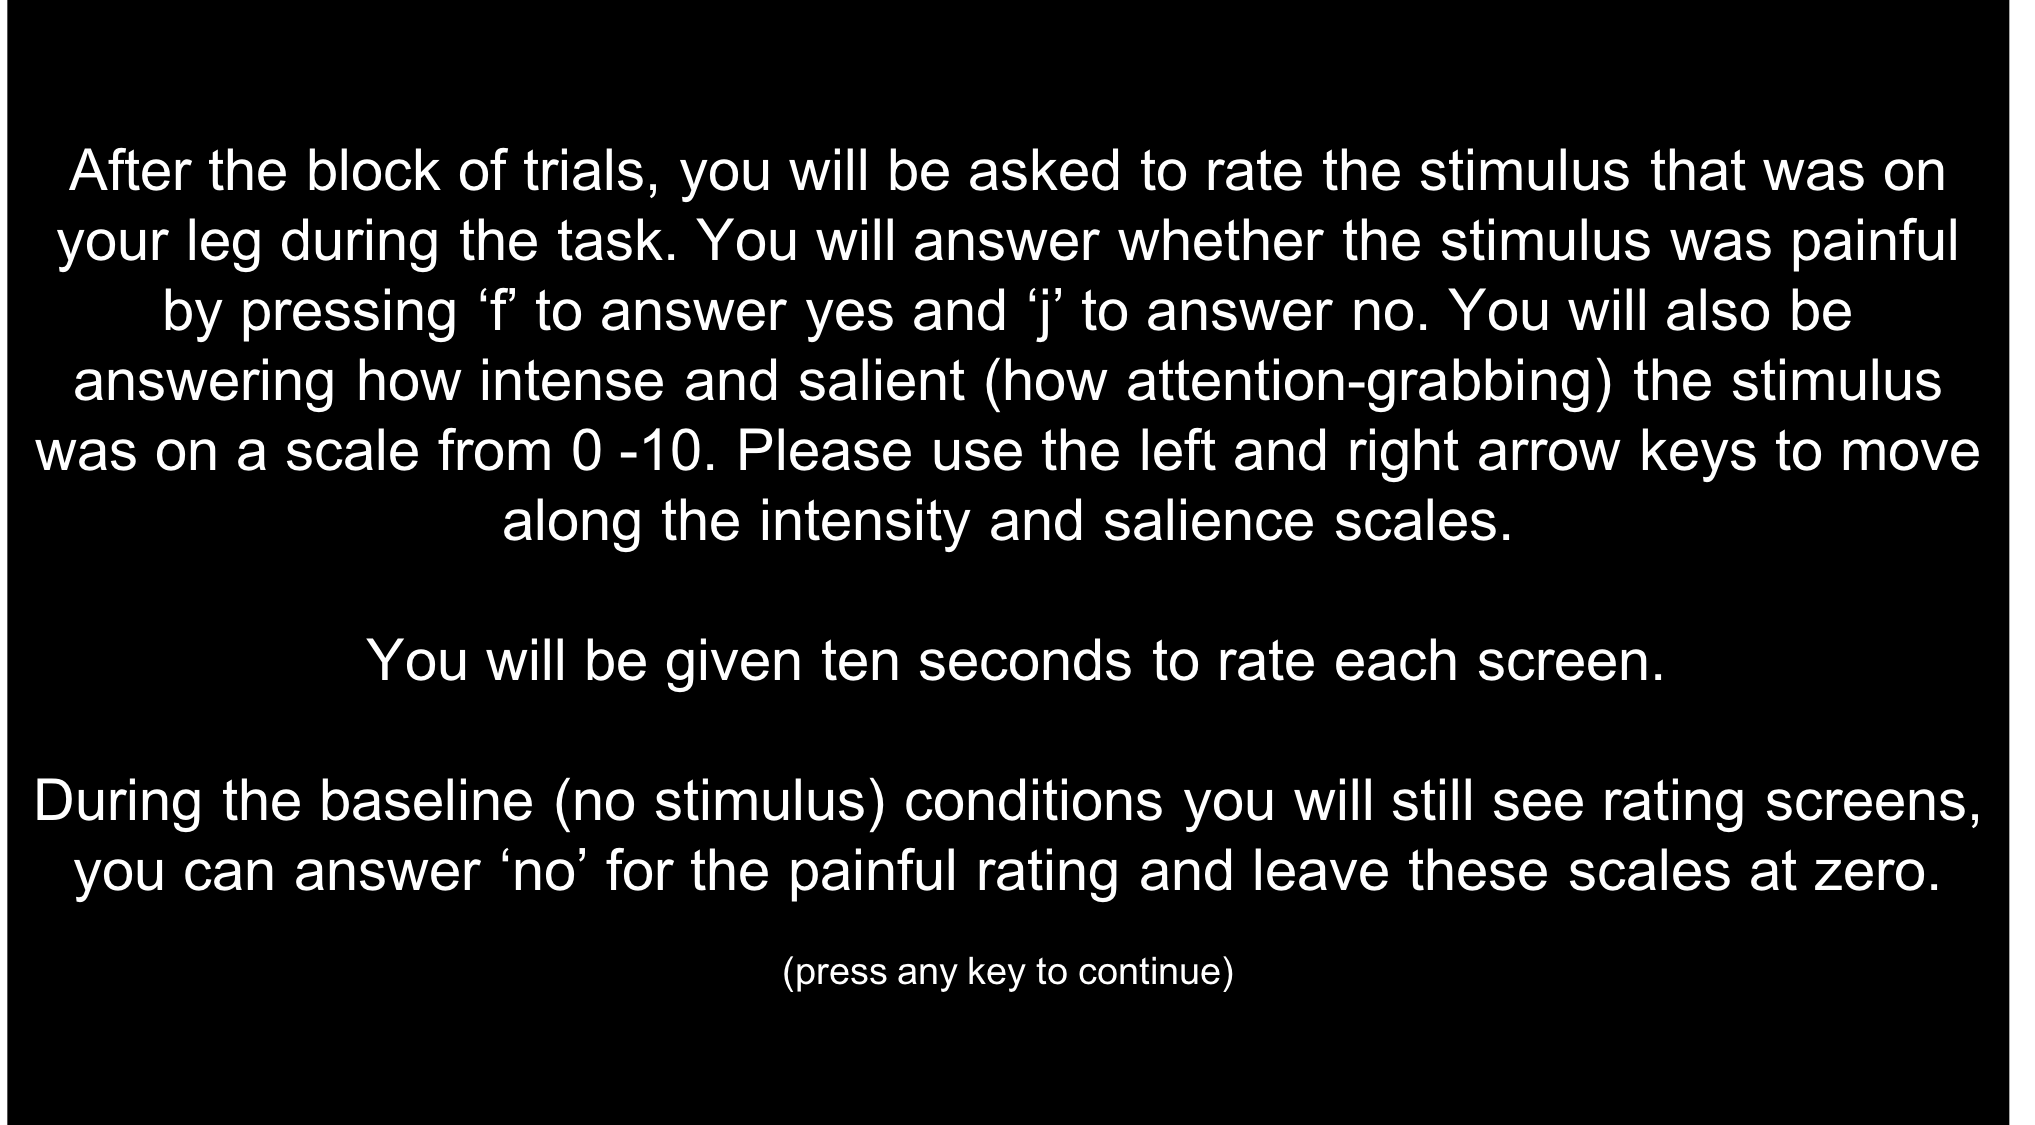 After the block of trials, you will be asked to rate the stimulus that was on
your leg during the task. You will answer whether the stimulus was painful
by pressing ‘f’ to answer yes and ‘j’ to answer no. You will also be
answering how intense and salient (how attention-grabbing) the stimulus
was on a scale from 0 -10. Please use the left and right arrow keys to move
along the intensity and salience scales.
You will be given ten seconds to rate each screen.
During the baseline (no stimulus) conditions you will still see rating screens,
you can answer ‘no’ for the painful rating and leave these scales at zero.
(press any key to continue)